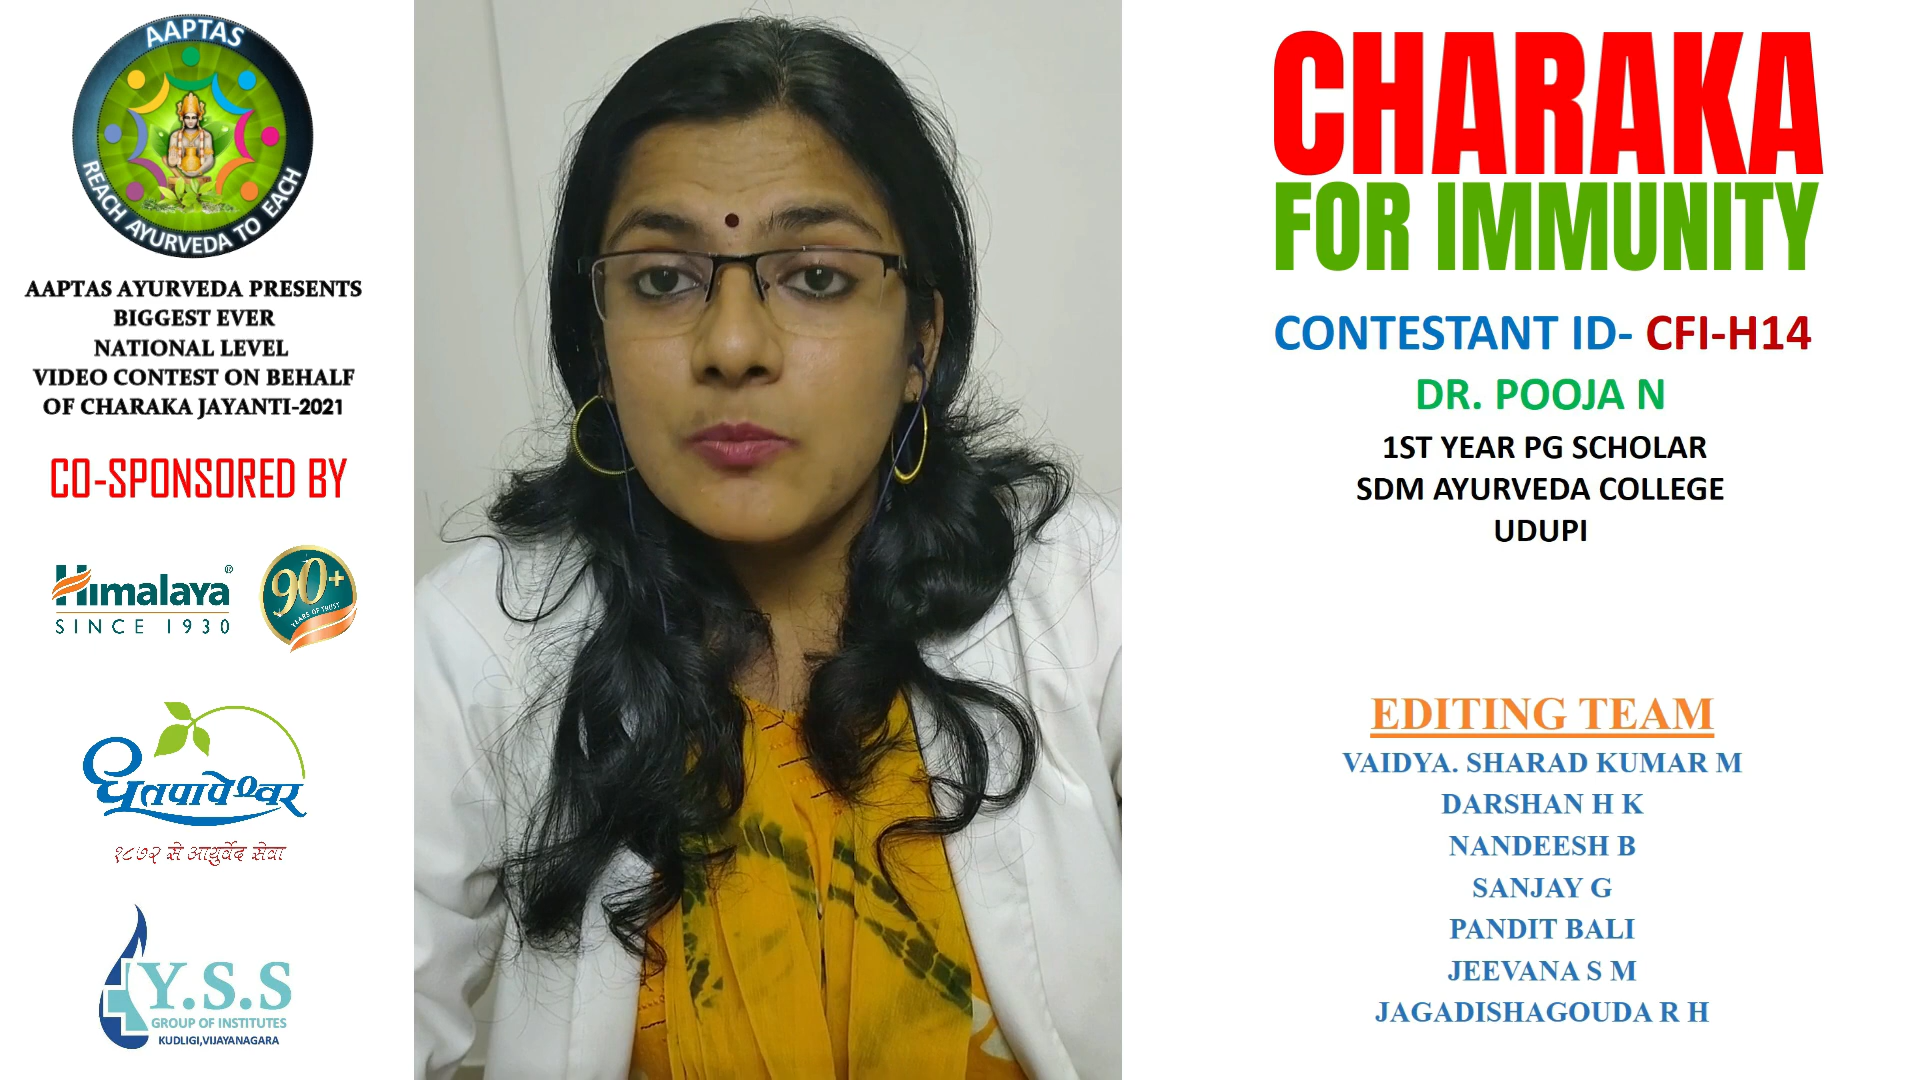 AAPTAS
REACH AYURVEDA TO EACH
AAPTAS AYURVEDA PRESENTS
BIGGEST EVER
NATIONAL LEVEL
VIDEO CONTEST ON BEHALF
OF CHARAKA JAYANTI-2021
CO-SPONSORED BY
Himalaya®
SINCE 1930
90+
YEARS OF TRUST
धूतपापेश्वर
१८७२ से आयुर्वेद सेवा
Y.S.S
GROUP OF INSTITUTES
KUDLIGI,VIJAYANAGARA
CHARAKA
FOR IMMUNITY
CONTESTANT ID- CFI-H14
DR. POOJA N
1ST YEAR PG SCHOLAR
SDM AYURVEDA COLLEGE
UDUPI
EDITING TEAM
VAIDYA. SHARAD KUMAR M
DARSHAN H K
NANDEESH B
SANJAY G
PANDIT BALI
JEEVANA S M
JAGADISHAGOUDA R H